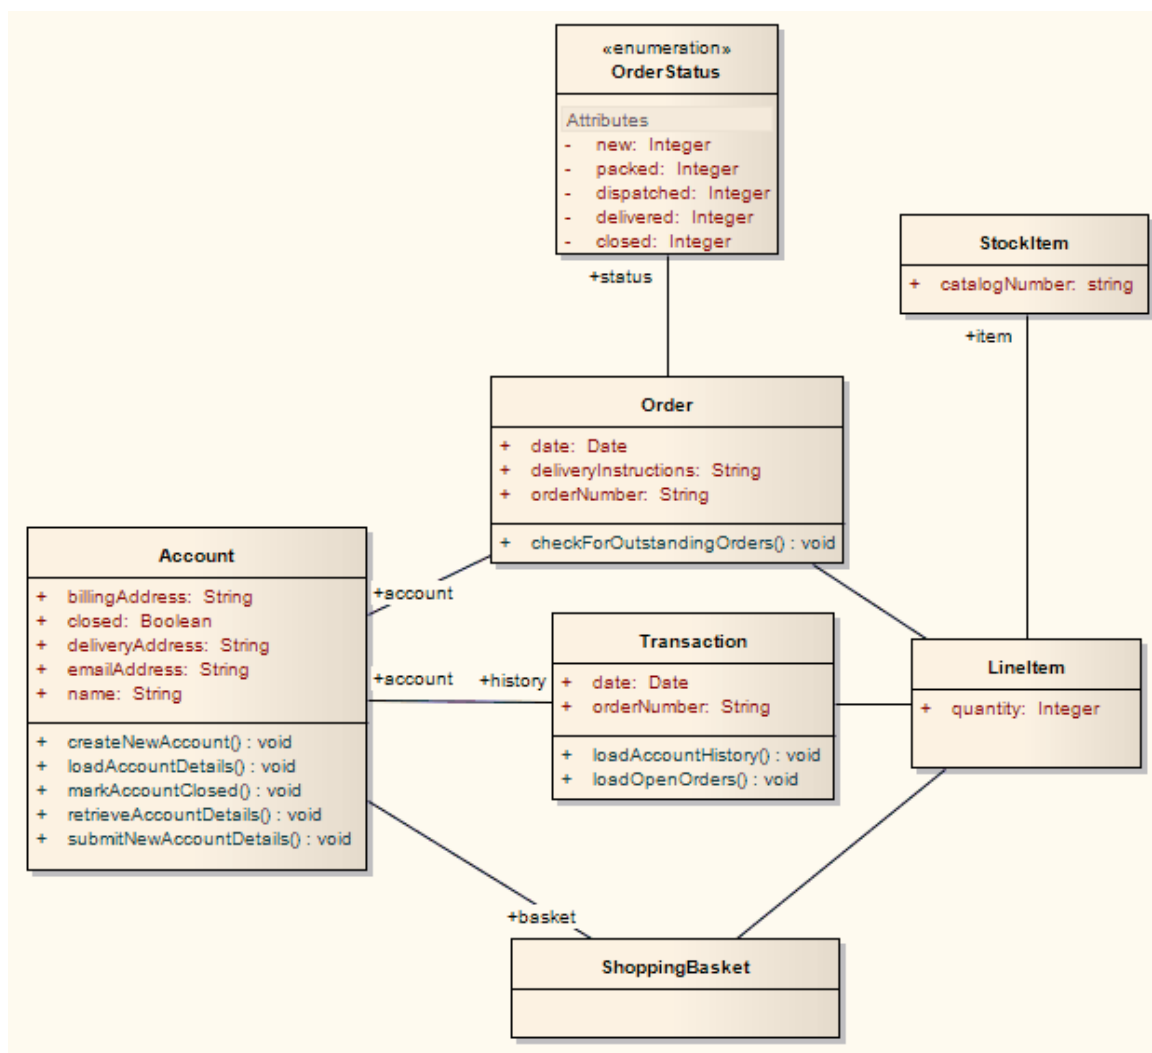 «enumeration»
OrderStatus
Attributes
- new: Integer
- packed: Integer
- dispatched: Integer
- delivered: Integer
- closed: Integer
+status
StockItem
+ catalogNumber: string
+item
Order
+ date: Date
+ deliveryInstructions: String
+ orderNumber: String
+ checkForOutstandingOrders() : void
Account
+ billingAddress: String
+ closed: Boolean
+ deliveryAddress: String
+ emailAddress: String
+ name: String
+ createNewAccount() : void
+ loadAccountDetails() : void
+ markAccountClosed() : void
+ retrieveAccountDetails() : void
+ submitNewAccountDetails() : void
+account
+account
+history
Transaction
+ date: Date
+ orderNumber: String
+ loadAccountHistory() : void
+ loadOpenOrders() : void
LineItem
+ quantity: Integer
+basket
ShoppingBasket